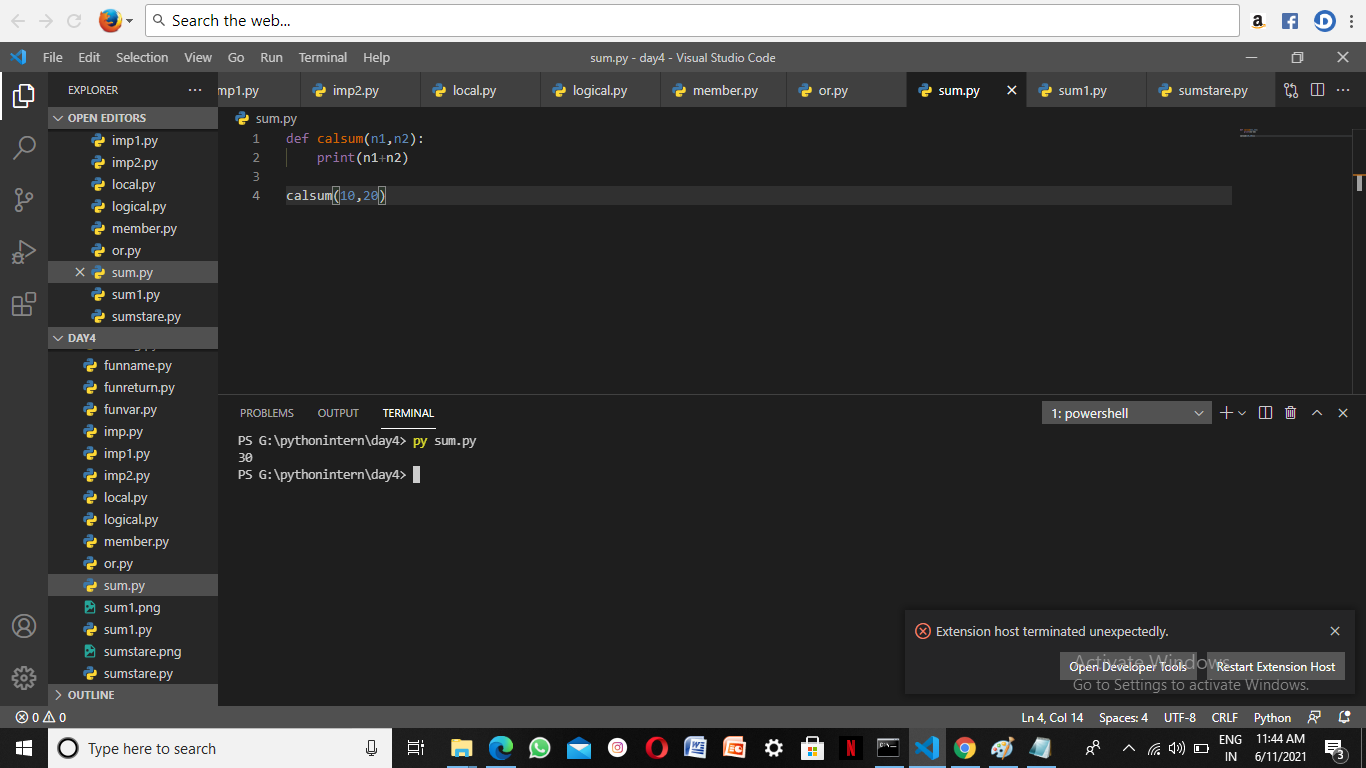 Search the web...
File Edit Selection View Go Run Terminal Help
sum.py - day4 - Visual Studio Code
EXPLORER
mp1.py
imp2.py
local.py
logical.py
member.py
or.py
sum.py
sum1.py
sumstare.py
OPEN EDITORS
imp1.py
imp2.py
local.py
logical.py
member.py
or.py
sum.py
sum1.py
sumstare.py
DAY4
funname.py
funreturn.py
funvar.py
imp.py
imp1.py
imp2.py
local.py
logical.py
member.py
or.py
sum.py
sum1.png
sum1.py
sumstare.png
sumstare.py
OUTLINE
sum.py
1 def calsum(n1,n2):
2 print(n1+n2)
3
4 calsum(10,20)
PROBLEMS OUTPUT TERMINAL
1: powershell
PS G:\pythonintern\day4> py sum.py
30
PS G:\pythonintern\day4>
Extension host terminated unexpectedly.
Open Developer Tools
Restart Extension Host
Activate Windows
Go to Settings to activate Windows.
0 0
Ln 4, Col 14 Spaces: 4 UTF-8 CRLF Python
Type here to search
ENG
IN
11:44 AM
6/11/2021
3